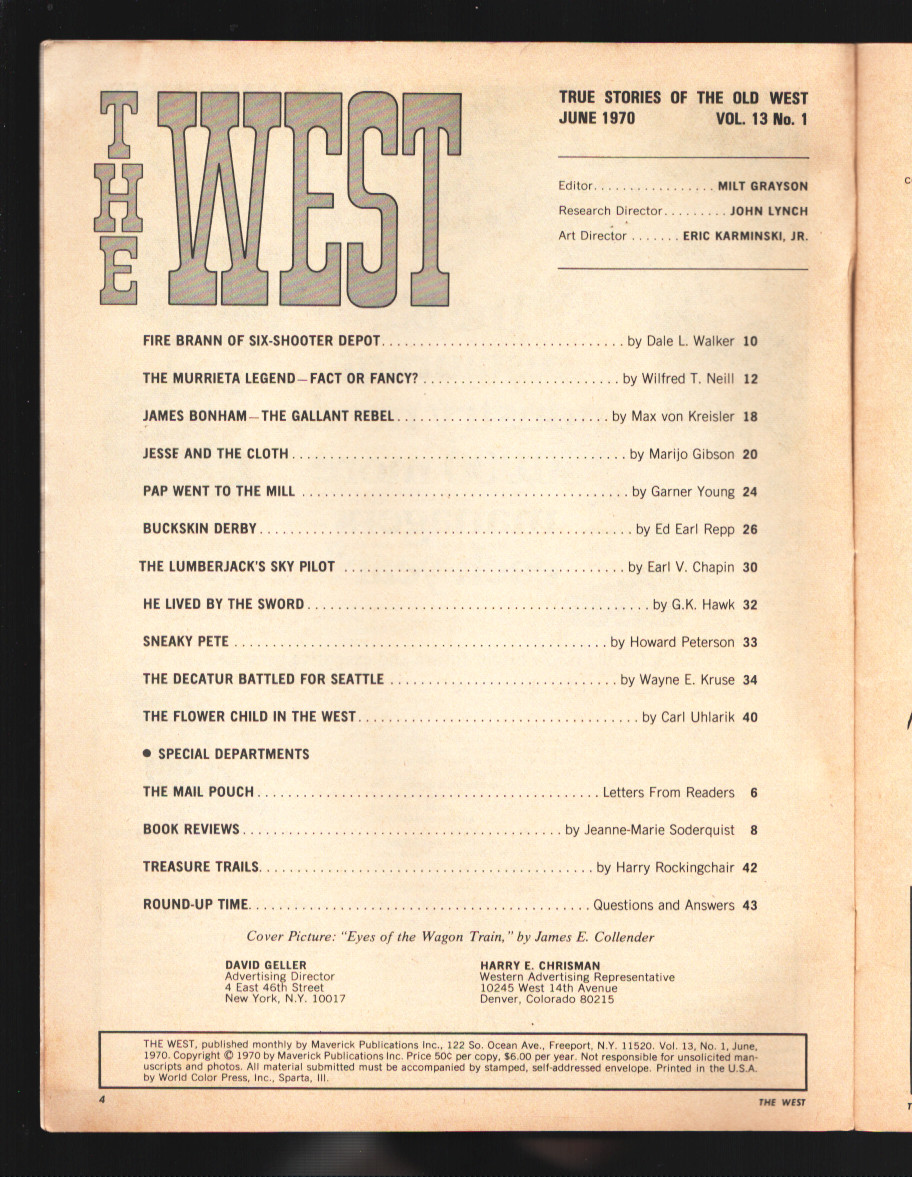 THE WEST
TRUE STORIES OF THE OLD WEST
JUNE 1970 VOL. 13 No. 1
Editor................. MILT GRAYSON
Research Director......... JOHN LYNCH
Art Director ....... ERIC KARMINSKI, JR.
FIRE BRANN OF SIX-SHOOTER DEPOT................................ by Dale L. Walker 10
THE MURRIETA LEGEND—FACT OR FANCY? .......................... by Wilfred T. Neill 12
JAMES BONHAM—THE GALLANT REBEL............................ by Max von Kreisler 18
JESSE AND THE CLOTH ............................................ by Marijo Gibson 20
PAP WENT TO THE MILL ........................................... by Garner Young 24
BUCKSKIN DERBY................................................. by Ed Earl Repp 26
THE LUMBERJACK'S SKY PILOT ..................................... by Earl V. Chapin 30
HE LIVED BY THE SWORD............................................. by G.K. Hawk 32
SNEAKY PETE ................................................. by Howard Peterson 33
THE DECATUR BATTLED FOR SEATTLE .............................. by Wayne E. Kruse 34
THE FLOWER CHILD IN THE WEST..................................... by Carl Uhlarik 40
● SPECIAL DEPARTMENTS
THE MAIL POUCH............................................. Letters From Readers 6
BOOK REVIEWS.......................................... by Jeanne-Marie Soderquist 8
TREASURE TRAILS............................................ by Harry Rockingchair 42
ROUND-UP TIME............................................. Questions and Answers 43
Cover Picture: "Eyes of the Wagon Train," by James E. Collender
DAVID GELLER
Advertising Director
4 East 46th Street
New York, N.Y. 10017
HARRY E. CHRISMAN
Western Advertising Representative
10245 West 14th Avenue
Denver, Colorado 80215
THE WEST, published monthly by Maverick Publications Inc., 122 So. Ocean Ave., Freeport, N.Y. 11520. Vol. 13, No. 1, June,
1970. Copyright © 1970 by Maverick Publications Inc. Price 50¢ per copy, $6.00 per year. Not responsible for unsolicited man-
uscripts and photos. All material submitted must be accompanied by stamped, self-addressed envelope. Printed in the U.S.A.
by World Color Press, Inc., Sparta, Ill.
4 THE WEST